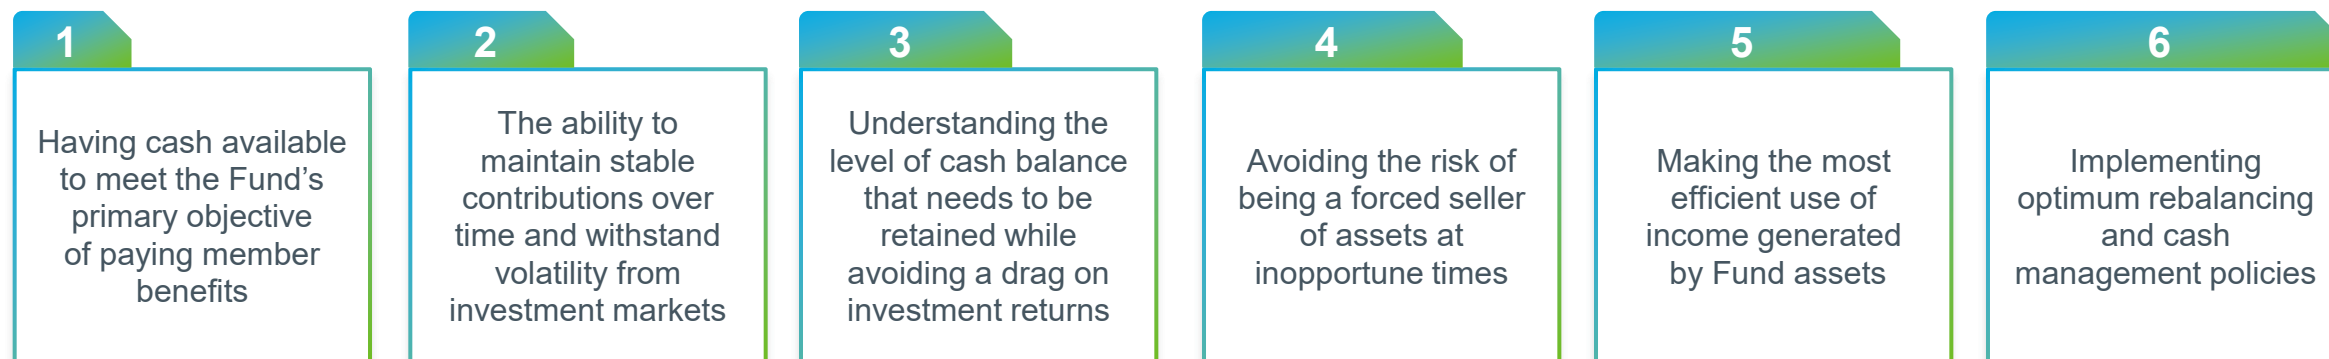 1
Having cash available
to meet the Fund’s
primary objective
of paying member
benefits
2
The ability to
maintain stable
contributions over
time and withstand
volatility from
investment markets
3
Understanding the
level of cash balance
that needs to be
retained while
avoiding a drag on
investment returns
4
Avoiding the risk of
being a forced seller
of assets at
inopportune times
5
Making the most
efficient use of
income generated
by Fund assets
6
Implementing
optimum rebalancing
and cash
management policies